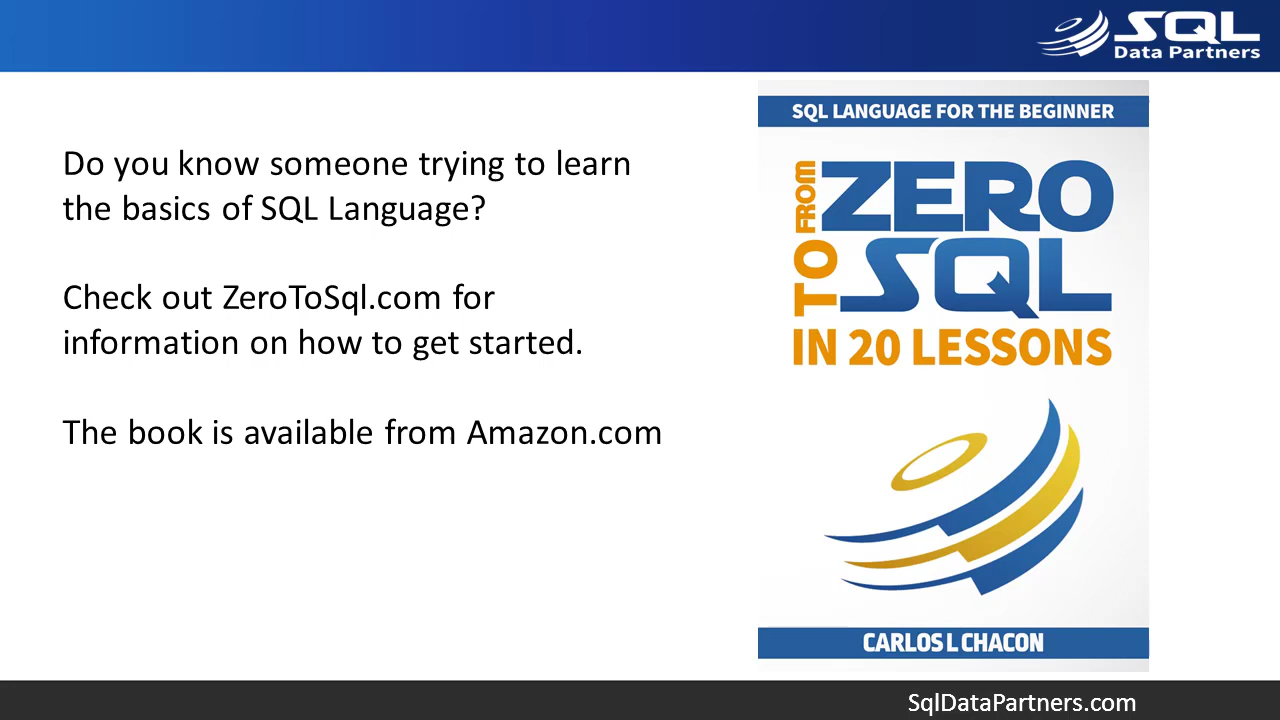 SQL
Data Partners
Do you know someone trying to learn
the basics of SQL Language?
Check out ZeroToSql.com for
information on how to get started.
The book is available from Amazon.com
SQL LANGUAGE FOR THE BEGINNER
FROM ZERO
TO SQL
IN 20 LESSONS
CARLOS L CHACON
SqlDataPartners.com